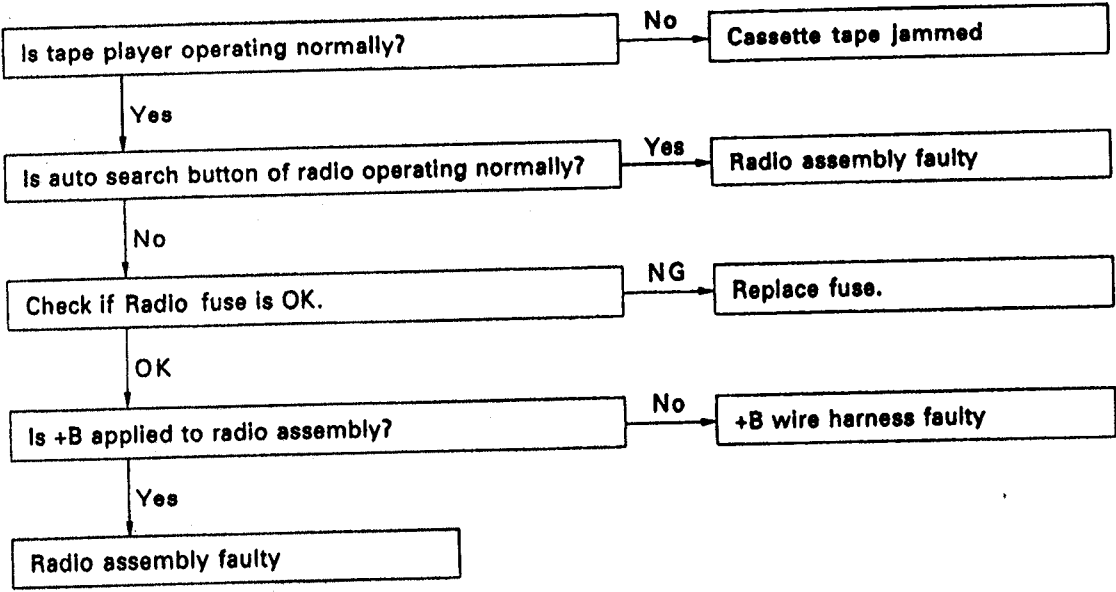 Is tape player operating normally?
No
Cassette tape jammed
Yes
Is auto search button of radio operating normally?
Yes
Radio assembly faulty
No
Check if Radio fuse is OK.
NG
Replace fuse.
OK
Is +B applied to radio assembly?
No
+B wire harness faulty
Yes
Radio assembly faulty